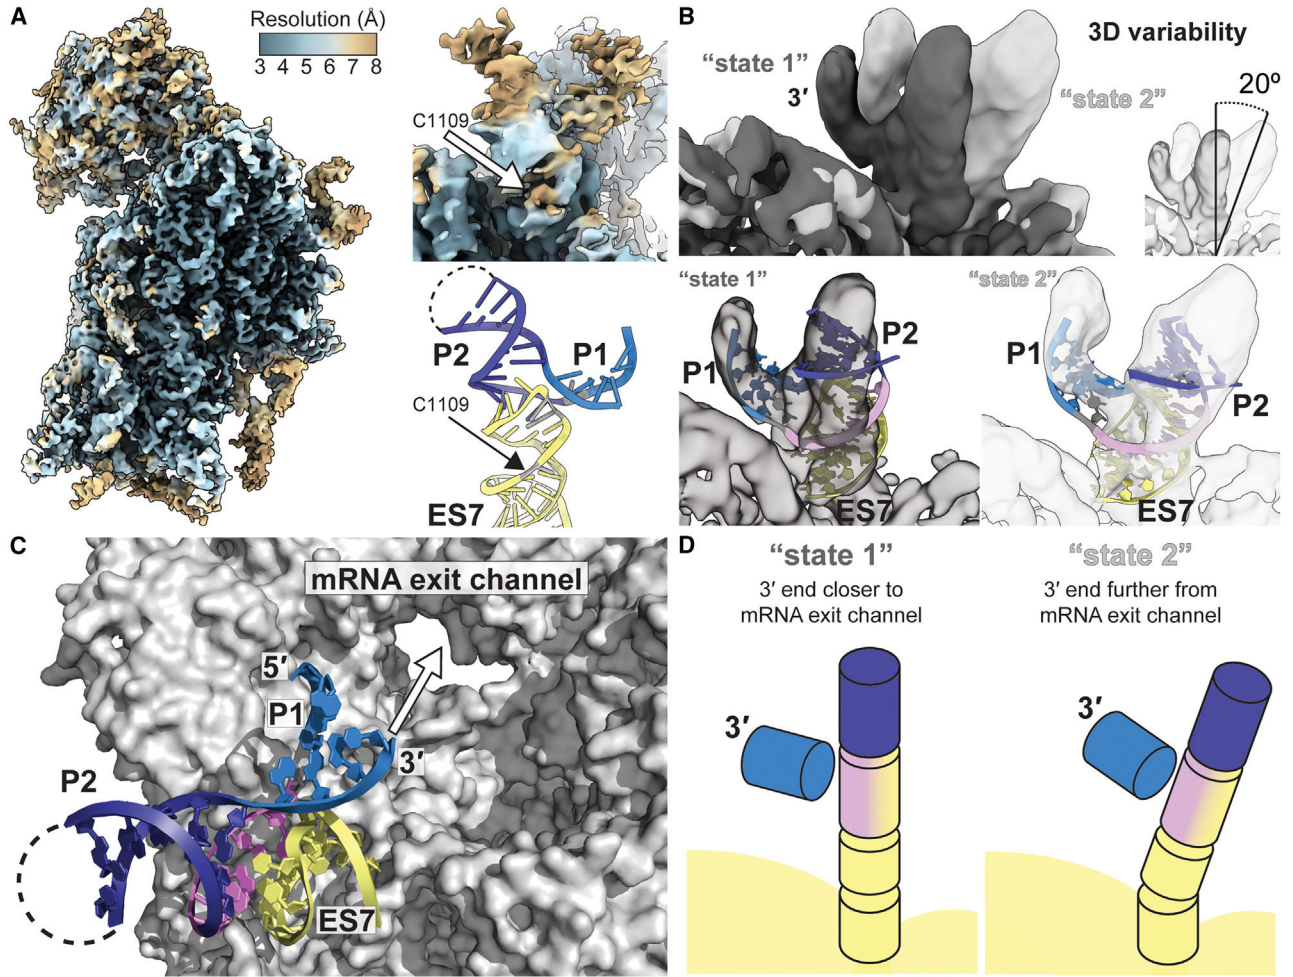 A
Resolution (Å)
3 4 5 6 7 8
C1109
P2
P1
C1109
ES7
B
3D variability
“state 1”
3′
“state 2”
20º
“state 1”
P1
P2
ES7
“state 2”
P1
P2
ES7
C
mRNA exit channel
5′
P1
3′
P2
ES7
D
“state 1”
3′ end closer to
mRNA exit channel
3′
“state 2”
3′ end further from
mRNA exit channel
3′